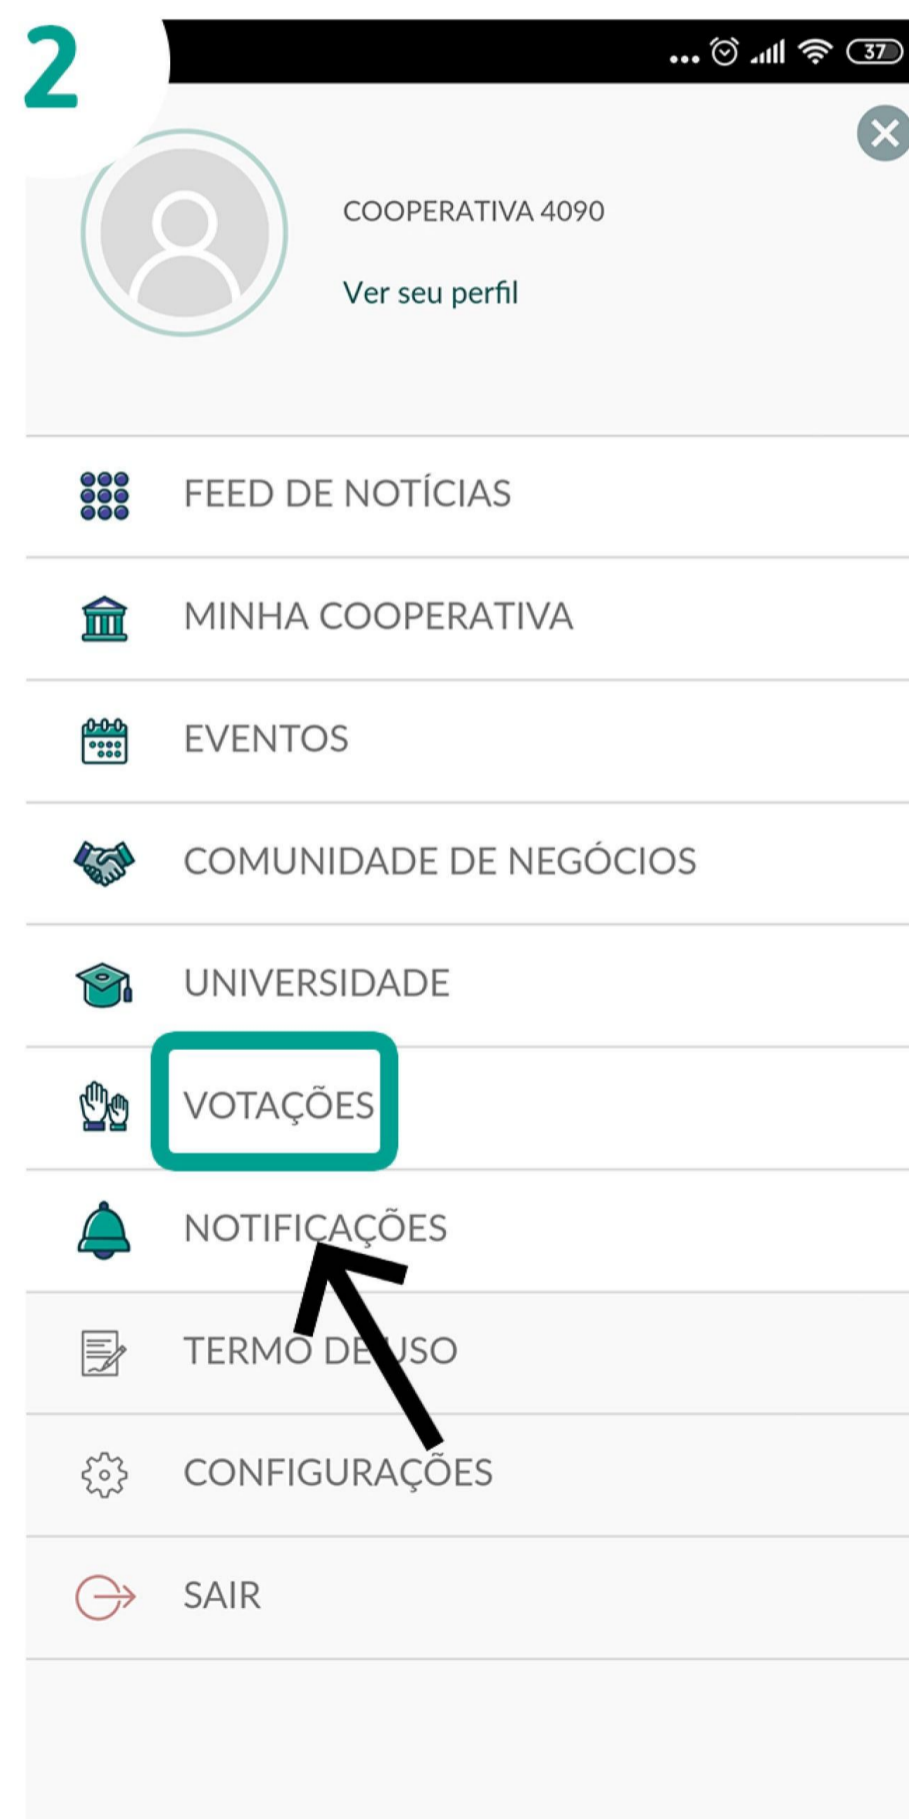 2
37
COOPERATIVA 4090
Ver seu perfil
FEED DE NOTÍCIAS
MINHA COOPERATIVA
EVENTOS
COMUNIDADE DE NEGÓCIOS
UNIVERSIDADE
VOTAÇÕES
NOTIFICAÇÕES
TERMO DE USO
CONFIGURAÇÕES
SAIR